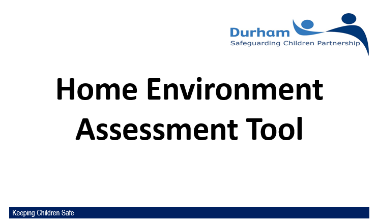 Durham
Safeguarding Children Partnership
Home Environment
Assessment Tool
Keeping Children Safe